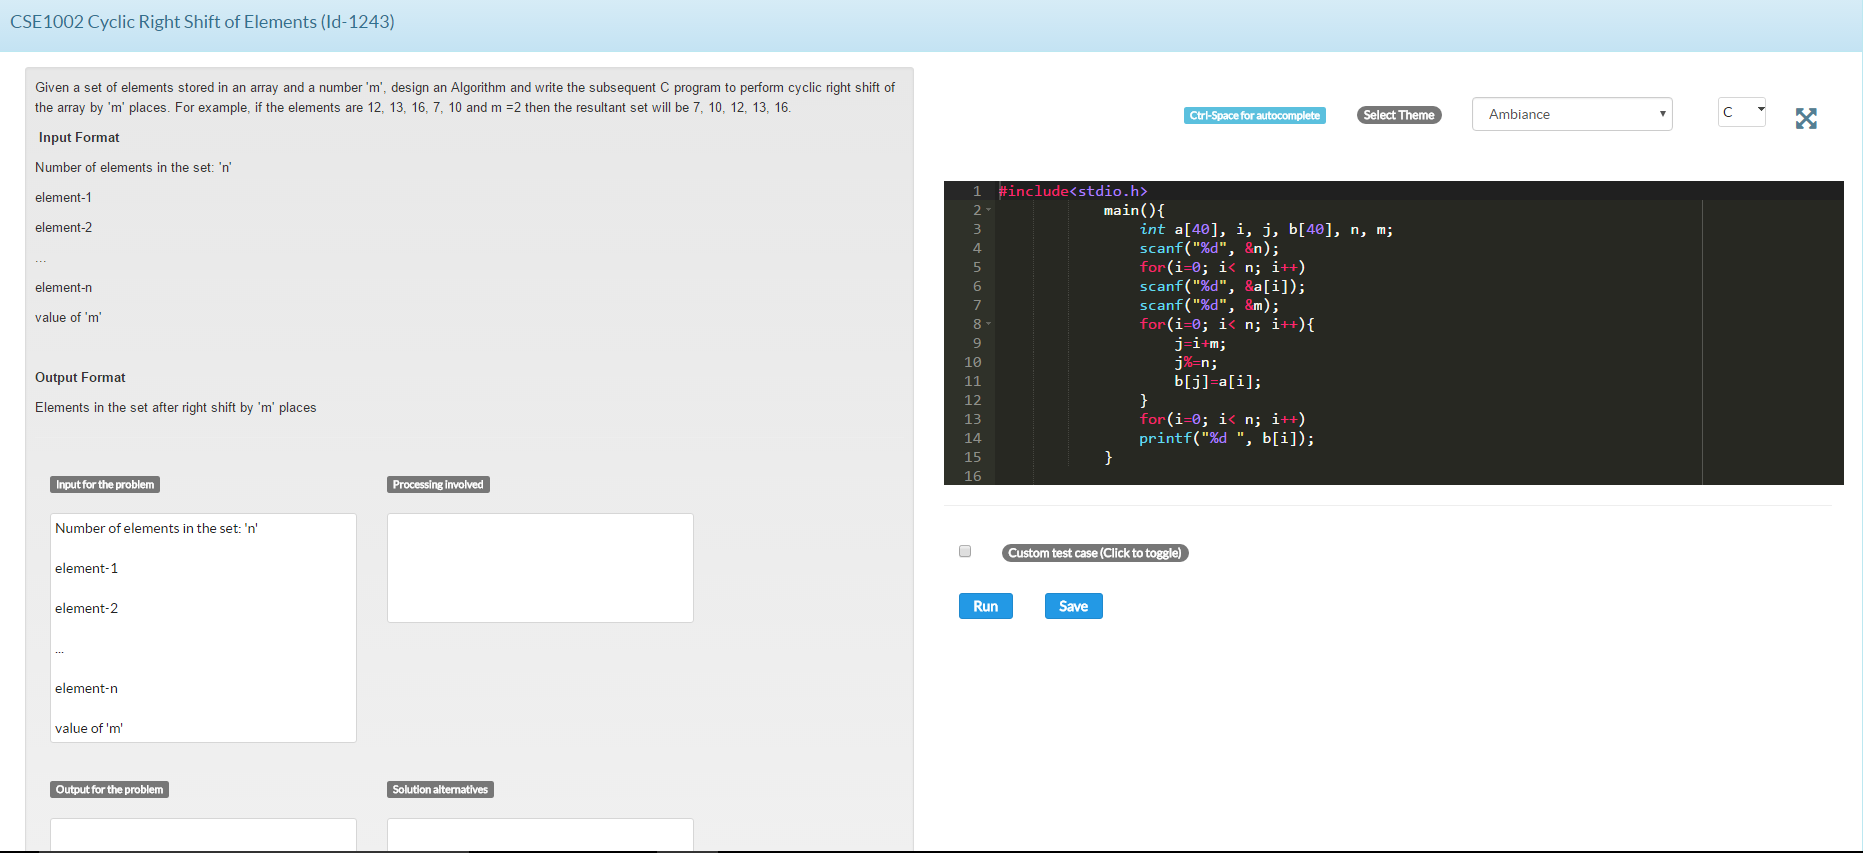 CSE1002 Cyclic Right Shift of Elements (Id-1243)
Given a set of elements stored in an array and a number 'm', design an Algorithm and write the subsequent C program to perform cyclic right shift of
the array by 'm' places. For example, if the elements are 12, 13, 16, 7, 10 and m =2 then the resultant set will be 7, 10, 12, 13, 16.
Input Format
Number of elements in the set: 'n'
element-1
element-2
...
element-n
value of 'm'
Output Format
Elements in the set after right shift by 'm' places
Input for the problem
Number of elements in the set: 'n'
element-1
element-2
...
element-n
value of 'm'
Processing involved
Output for the problem
Solution alternatives
Ctrl-Space for autocomplete
Select Theme
Ambiance
C
1 #include<stdio.h>
2 main(){
3 int a[40], i, j, b[40], n, m;
4 scanf("%d", &n);
5 for(i=0; i< n; i++)
6 scanf("%d", &a[i]);
7 scanf("%d", &m);
8 for(i=0; i< n; i++){
9 j=i+m;
10 j%=n;
11 b[j]=a[i];
12 }
13 for(i=0; i< n; i++)
14 printf("%d ", b[i]);
15 }
16
Custom test case (Click to toggle)
Run
Save